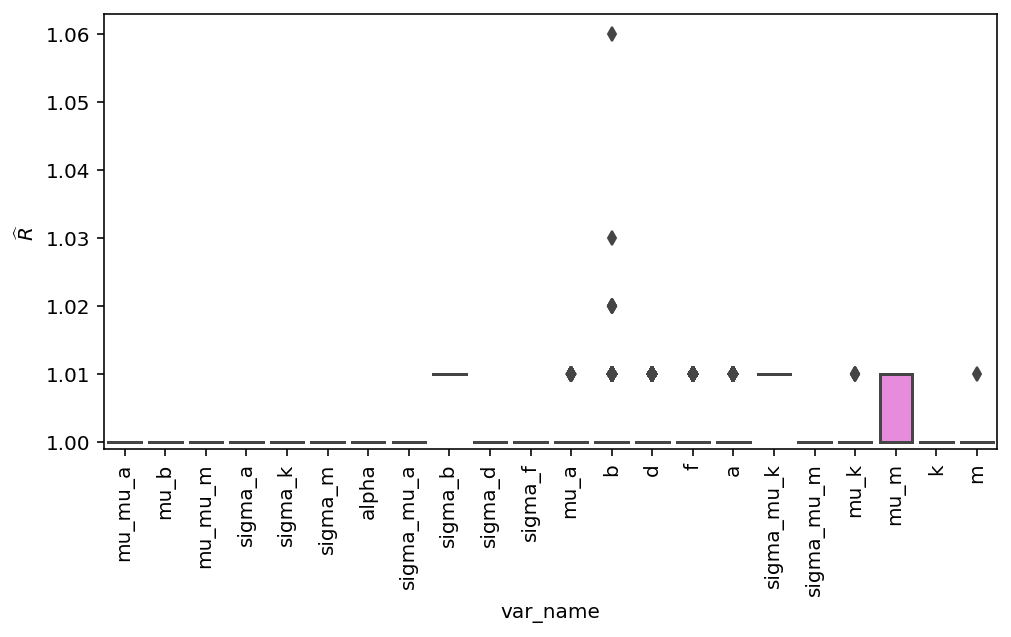 1.06
1.05
1.04
1.03
1.02
1.01
1.00
R̂
mu_mu_a
mu_b
mu_mu_m
sigma_a
sigma_k
sigma_m
alpha
sigma_mu_a
sigma_b
sigma_d
sigma_f
mu_a
b
d
f
a
sigma_mu_k
sigma_mu_m
mu_k
mu_m
k
m
var_name